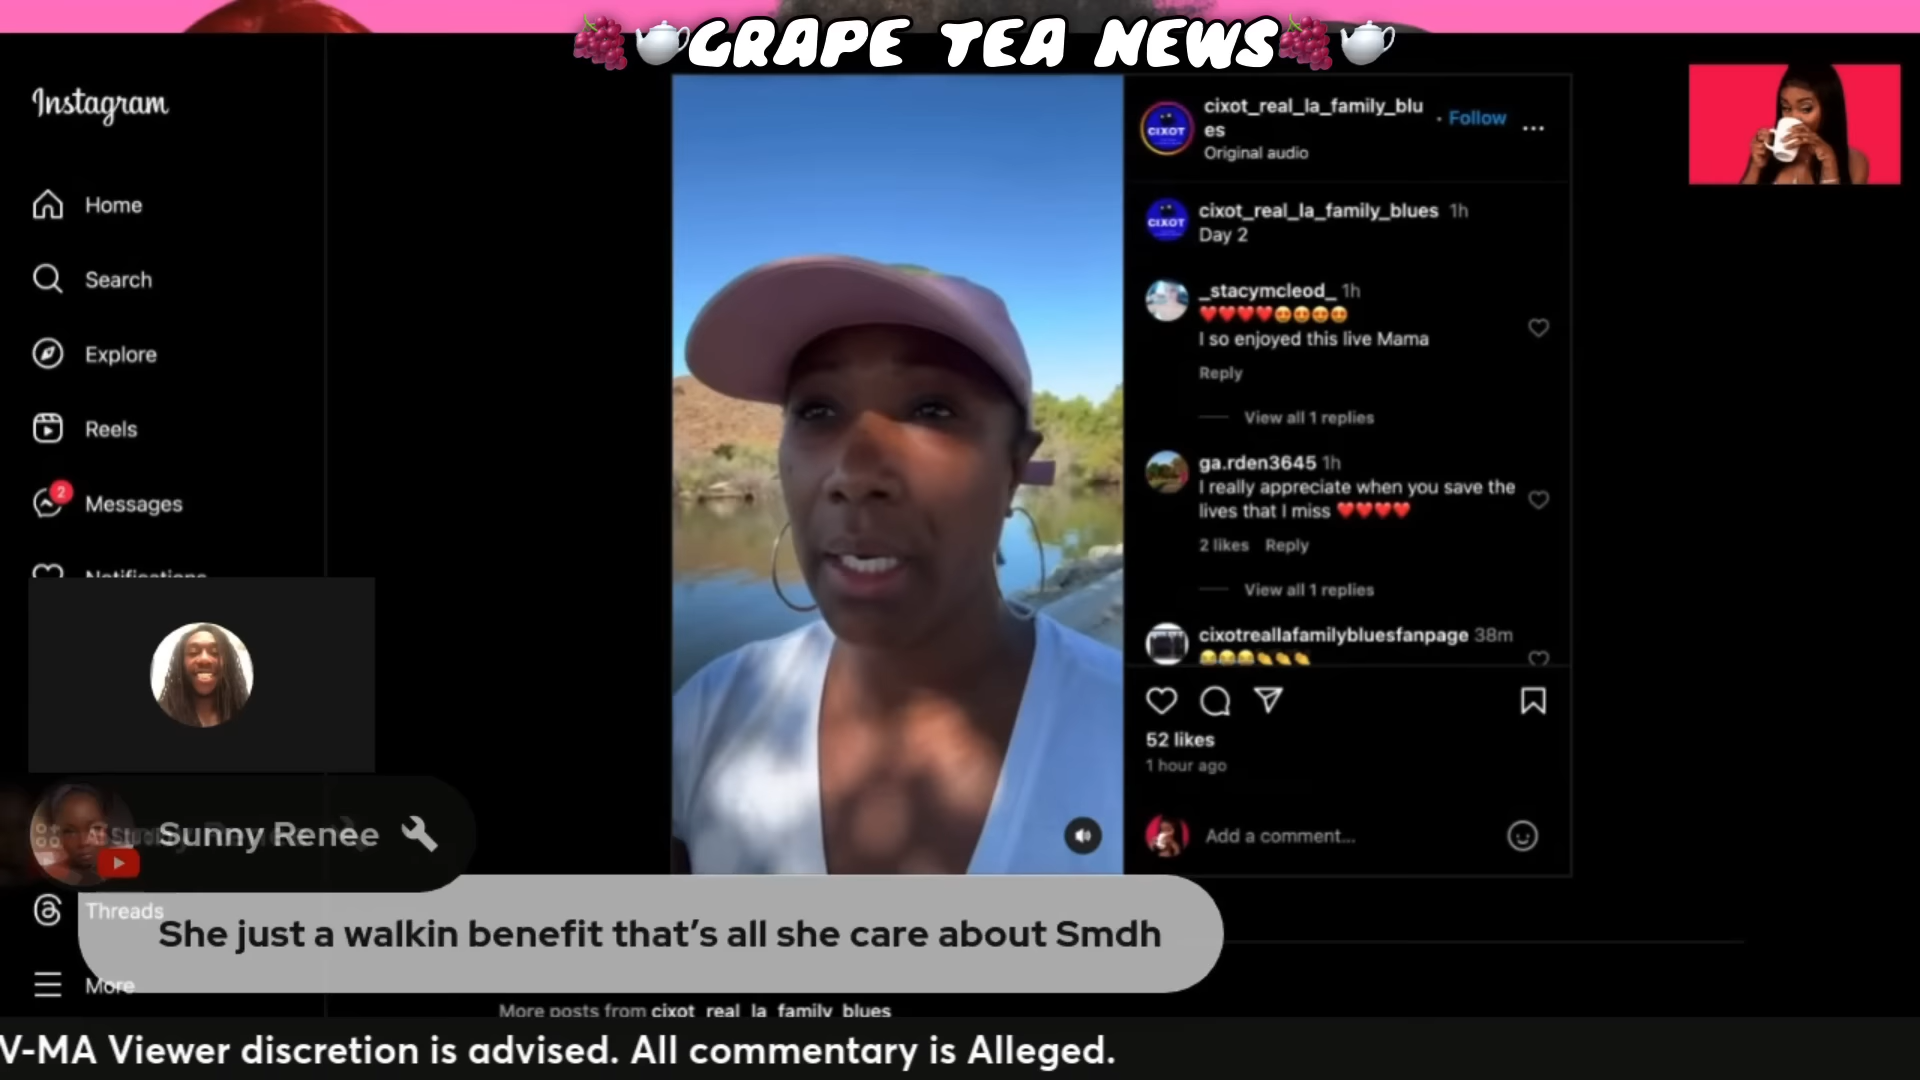 GRAPE TEA NEWS
Instagram
Home
Search
Explore
Reels
2
Messages
Notifications
Threads
More
CIXOT
cixot_real_la_family_blu
es
Original audio
• Follow
CIXOT
cixot_real_la_family_blues 1h
Day 2
_stacymcleod_ 1h
❤️❤️❤️❤️😍😍😍😍
I so enjoyed this live Mama
Reply
View all 1 replies
ga.rden3645 1h
I really appreciate when you save the
lives that I miss ❤️❤️❤️❤️
2 likes Reply
View all 1 replies
cixotreallafamilybluesfanpage 38m
😂😂😂👏👏👏
52 likes
1 hour ago
Add a comment...
Sunny Renee
She just a walkin benefit that’s all she care about Smdh
More posts from cixot_real_la_family_blues
V-MA Viewer discretion is advised. All commentary is Alleged.